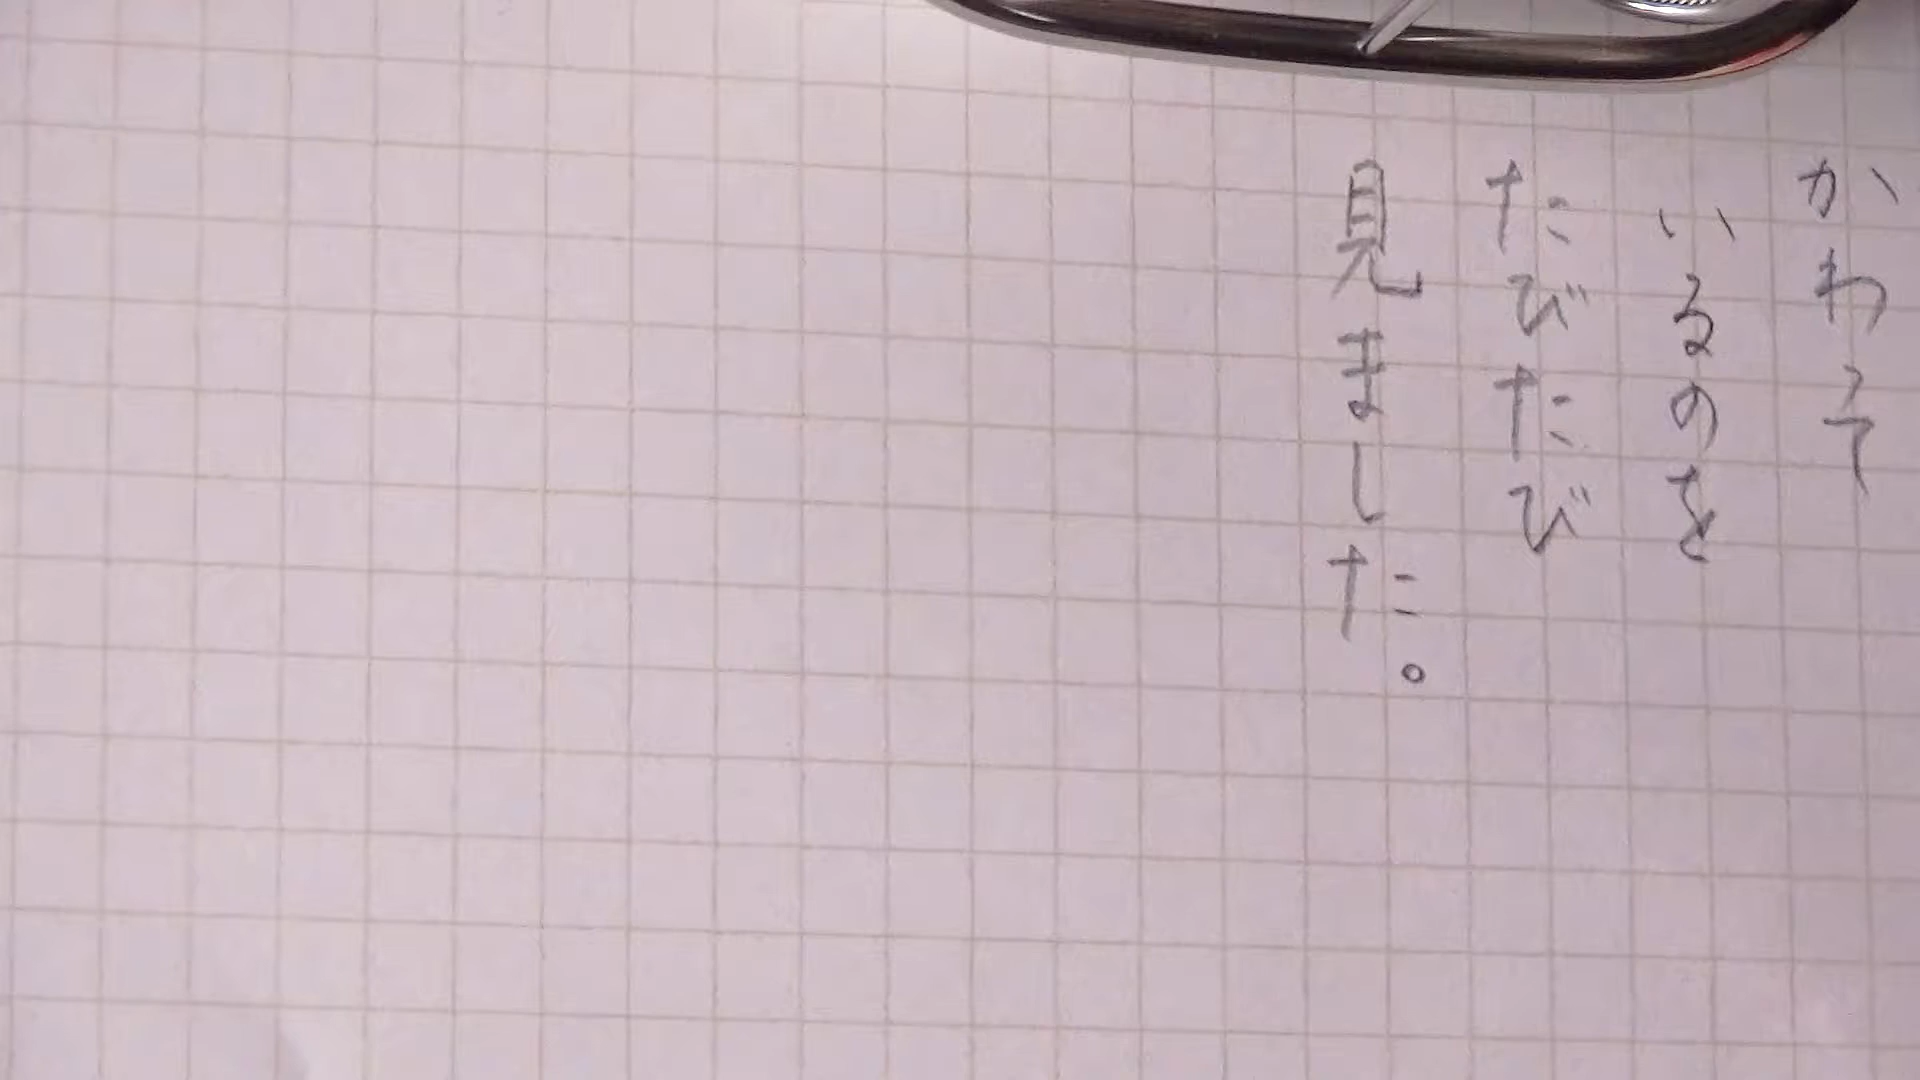 かわって
いるのを
たびたび
見ました。